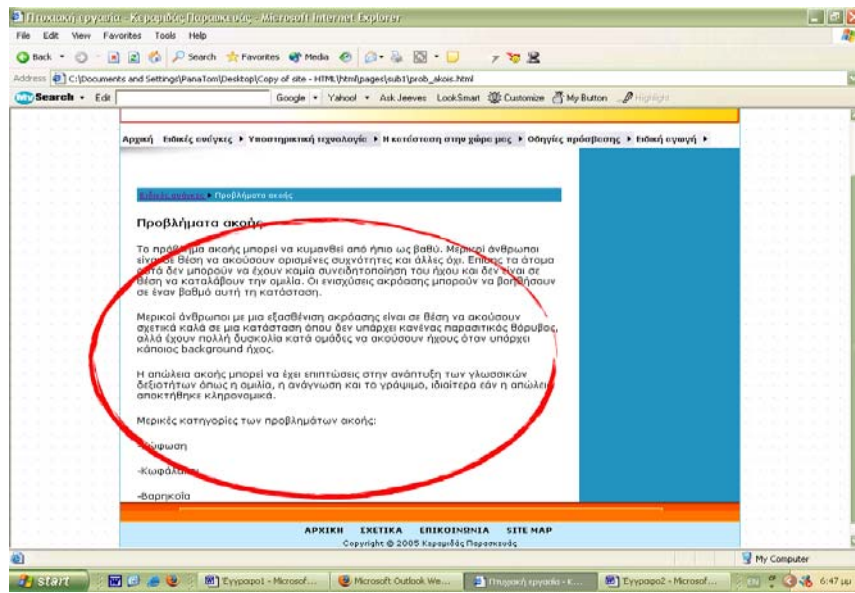 Πτυχιακή εργασία - Κεραμιδάς Παρασκευάς - Microsoft Internet Explorer
File Edit View Favorites Tools Help
Back Search Favorites Media
Address C:\Documents and Settings\PanaTom\Desktop\Copy of site - HTML\html\pages\sub1\prob_akois.html
Search Edit Google Yahoo! Ask Jeeves LookSmart Customize My Button Highlight
Αρχική Ειδικές ανάγκες Υποστηρικτική τεχνολογία Η κατάσταση στην χώρα μας Οδηγίες πρόσβασης Ειδική αγωγή
Ειδικές ανάγκες Προβλήματα ακοής
Προβλήματα ακοής
Το πρόβλημα ακοής μπορεί να κυμανθεί από ήπιο ως βαθύ. Μερικοί άνθρωποι
είναι σε θέση να ακούσουν ορισμένες συχνότητες και άλλες όχι. Επίσης τα άτομα
αυτά δεν μπορούν να έχουν καμία συνειδητοποίηση του ήχου και δεν είναι σε
θέση να καταλάβουν την ομιλία. Οι ενισχύσεις ακρόασης μπορούν να βοηθήσουν
σε έναν βαθμό αυτή τη κατάσταση.
Μερικοί άνθρωποι με μια εξασθένιση ακρόασης είναι σε θέση να ακούσουν
σχετικά καλά σε μια κατάσταση όπου δεν υπάρχει κανένας παρασιτικός θόρυβος,
αλλά έχουν πολλή δυσκολία κατά ομάδες να ακούσουν ήχους όταν υπάρχει
κάποιος background ήχος.
Η απώλεια ακοής μπορεί να έχει επιπτώσεις στην ανάπτυξη των γλωσσικών
δεξιοτήτων όπως η ομιλία, η ανάγνωση και το γράψιμο, ιδιαίτερα εάν η απώλεια
αποκτήθηκε κληρονομικά.
Μερικές κατηγορίες των προβλημάτων ακοής:
-Κώφωση
-Κωφάλαλοι
-Βαρηκοΐα
ΑΡΧΙΚΗ ΣΧΕΤΙΚΑ ΕΠΙΚΟΙΝΩΝΙΑ SITE MAP
Copyright @ 2005 Κεραμιδάς Παρασκευάς
My Computer
start Έγγραφο1 - Microsof... Microsoft Outlook We... Πτυχιακή εργασία - Κ... Έγγραφο2 - Microsof... EN 6:47 μμ